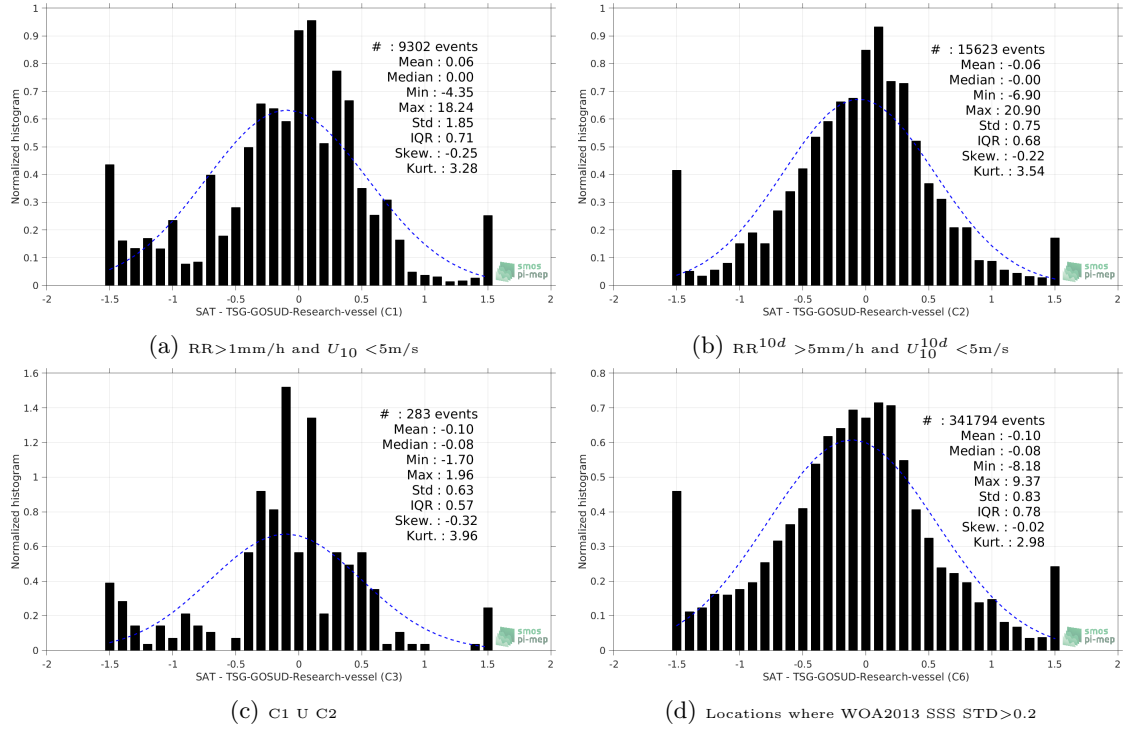 1
0.9
0.8
0.7
0.6
0.5
0.4
0.3
0.2
0.1
0
Normalized histogram
# : 9302 events
Mean : 0.06
Median : 0.00
Min : -4.35
Max : 18.24
Std : 1.85
IQR : 0.71
Skew. : -0.25
Kurt. : 3.28
smos
pi-mep
-2 -1.5 -1 -0.5 0 0.5 1 1.5 2
SAT - TSG-GOSUD-Research-vessel (C1)
(a) RR>1mm/h and U10 <5m/s
1
0.9
0.8
0.7
0.6
0.5
0.4
0.3
0.2
0.1
0
Normalized histogram
# : 15623 events
Mean : -0.06
Median : -0.00
Min : -6.90
Max : 20.90
Std : 0.75
IQR : 0.68
Skew. : -0.22
Kurt. : 3.54
smos
pi-mep
-2 -1.5 -1 -0.5 0 0.5 1 1.5 2
SAT - TSG-GOSUD-Research-vessel (C2)
(b) RR10d >5mm/h and U10d10 <5m/s
1.6
1.4
1.2
1
0.8
0.6
0.4
0.2
0
Normalized histogram
# : 283 events
Mean : -0.10
Median : -0.08
Min : -1.70
Max : 1.96
Std : 0.63
IQR : 0.57
Skew. : -0.32
Kurt. : 3.96
smos
pi-mep
-2 -1.5 -1 -0.5 0 0.5 1 1.5 2
SAT - TSG-GOSUD-Research-vessel (C3)
(c) C1 U C2
0.8
0.7
0.6
0.5
0.4
0.3
0.2
0.1
0
Normalized histogram
# : 341794 events
Mean : -0.10
Median : -0.08
Min : -8.18
Max : 9.37
Std : 0.83
IQR : 0.78
Skew. : -0.02
Kurt. : 2.98
smos
pi-mep
-2 -1.5 -1 -0.5 0 0.5 1 1.5 2
SAT - TSG-GOSUD-Research-vessel (C6)
(d) Locations where WOA2013 SSS STD>0.2